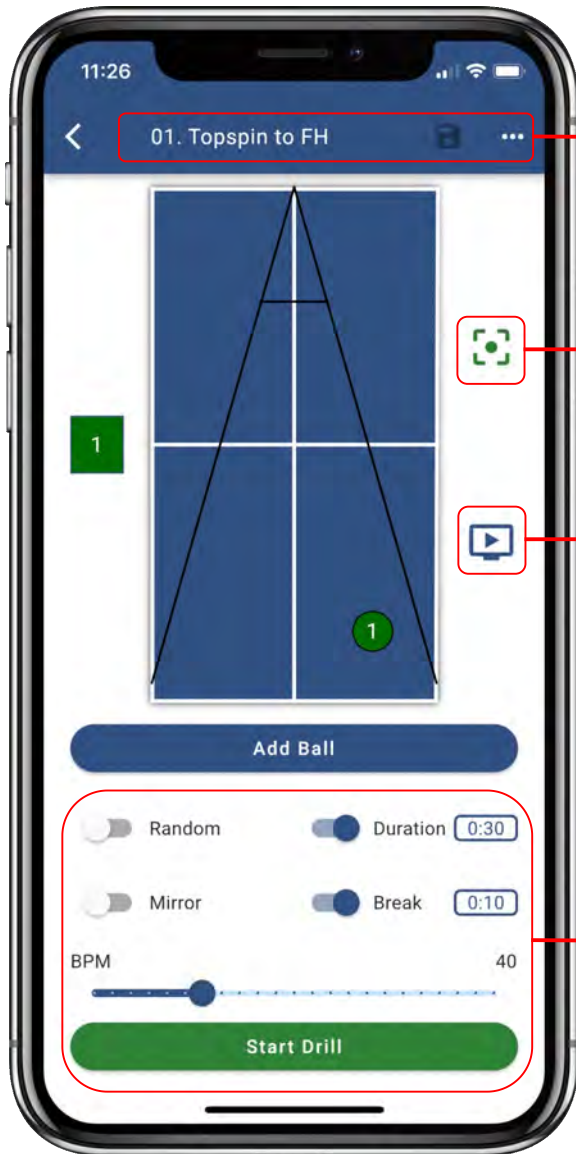 11:26
01. Topspin to FH
1
1
Add Ball
Random
Duration 0:30
Mirror
Break 0:10
BPM 40
Start Drill